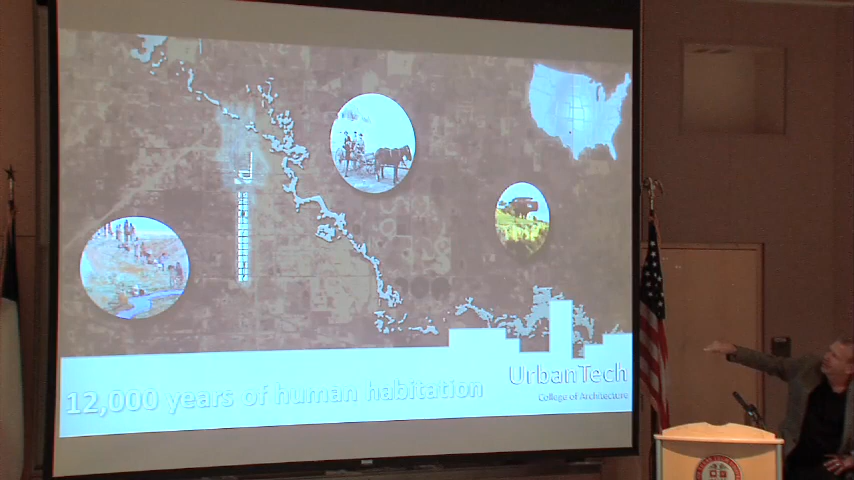 12,000 years of human habitation
UrbanTech
College of Architecture